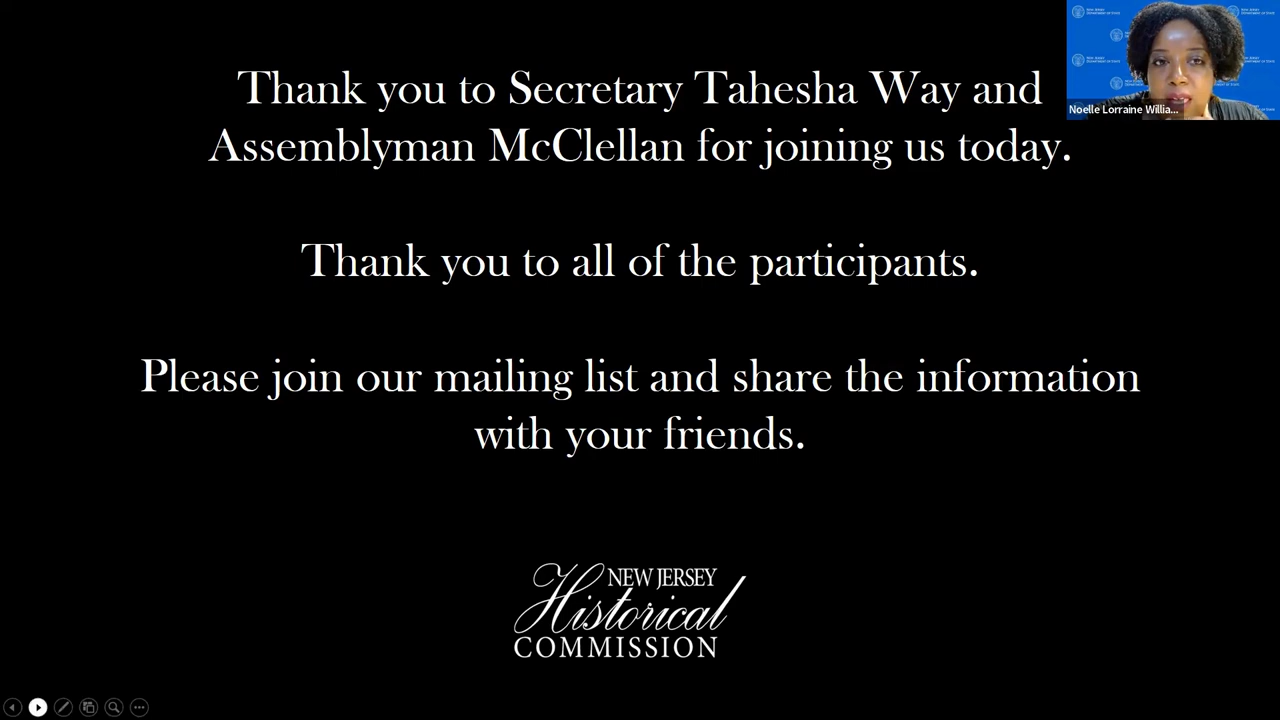 Thank you to Secretary Tahesha Way and
Assemblyman McClellan for joining us today.
Thank you to all of the participants.
Please join our mailing list and share the information
with your friends.
NEW JERSEY
Historical
COMMISSION
Noelle Lorraine Willia...